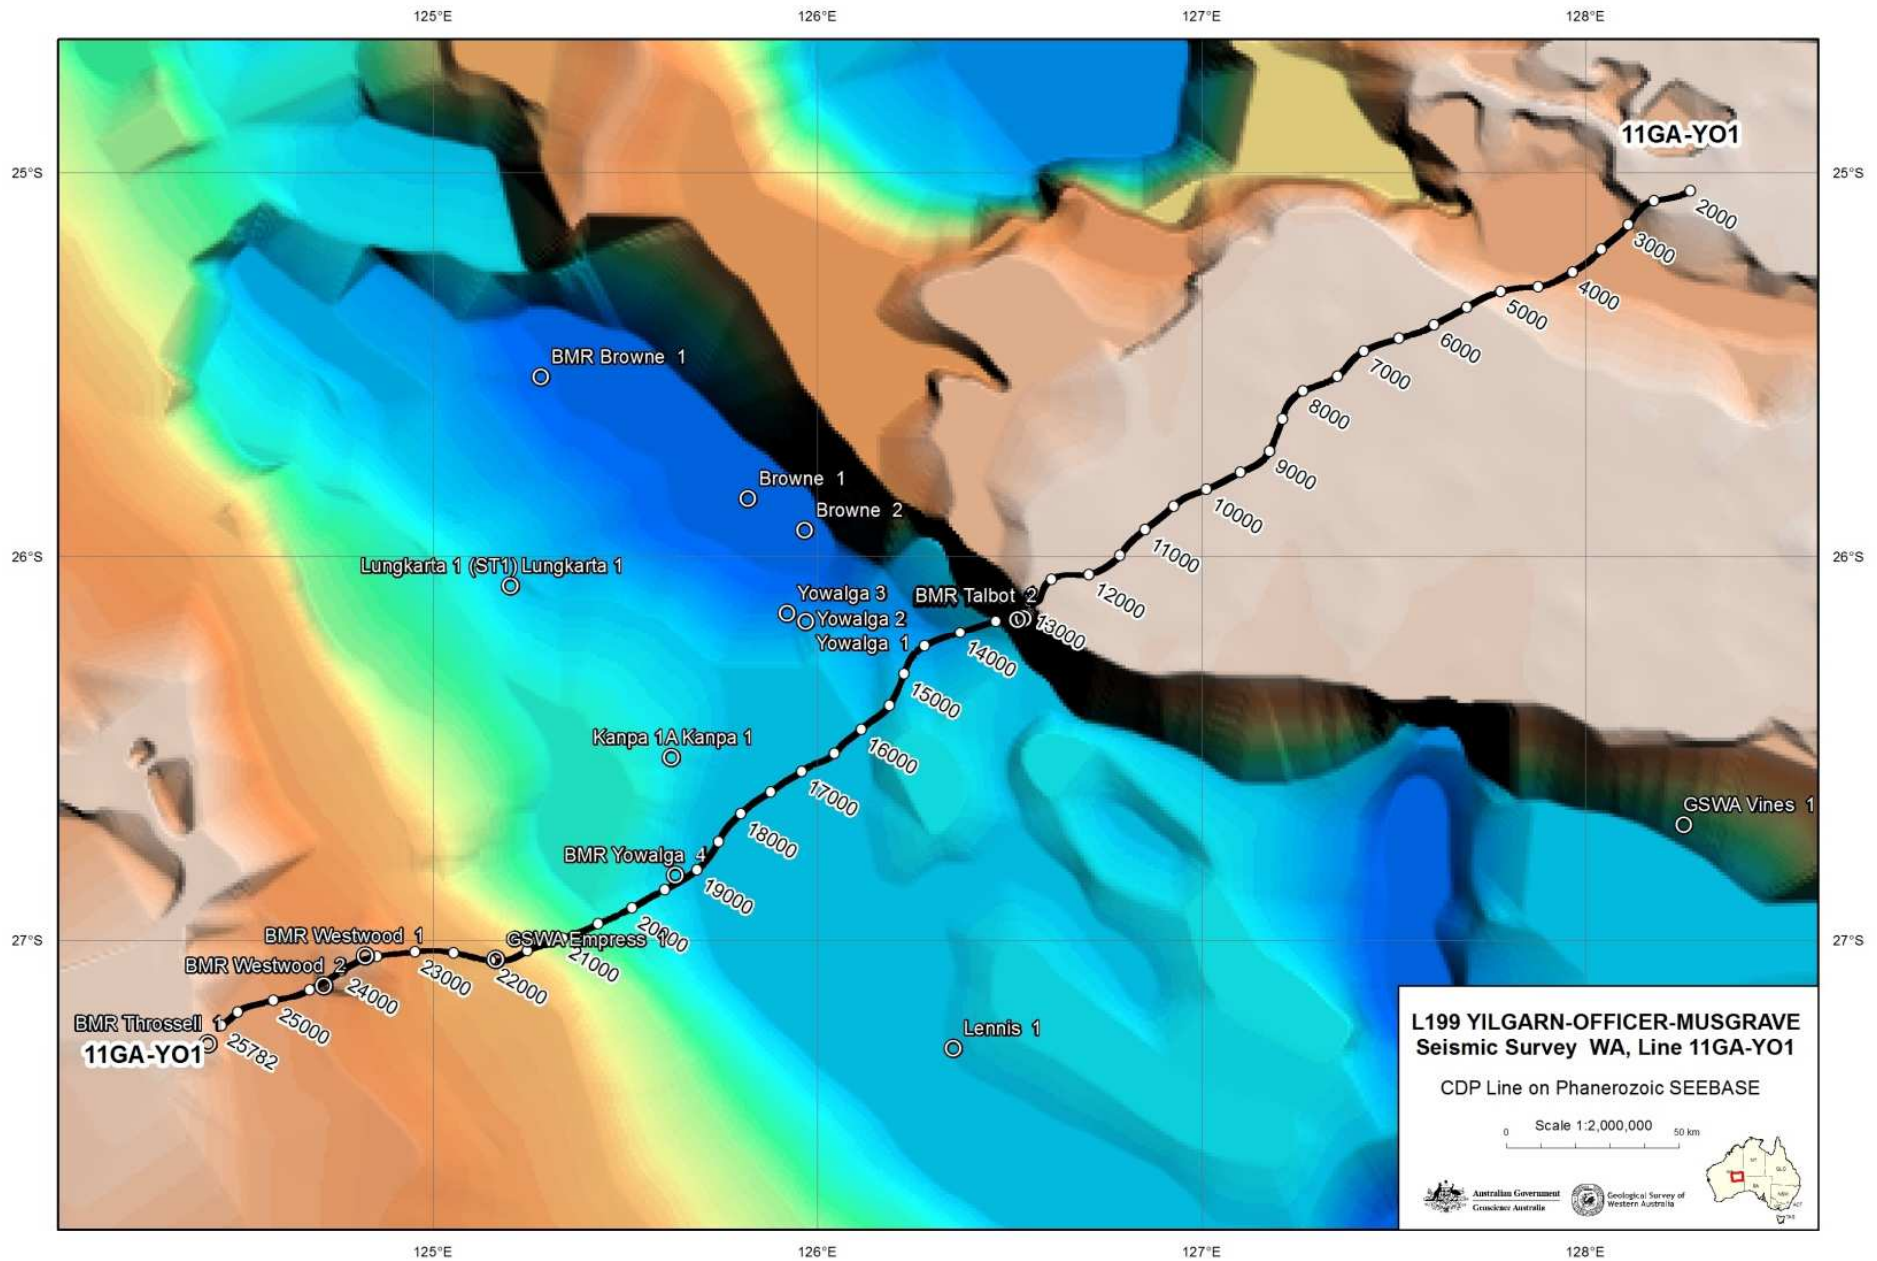 125°E 126°E 127°E 128°E
11GA-YO1
25°S 25°S
2000
3000
4000
5000
BMR Browne 1
6000
7000
8000
Browne 1
9000
Browne 2
10000
26°S 26°S
11000
Lungkarta 1 (ST1) Lungkarta 1
Yowalga 3
BMR Talbot 2
12000
Yowalga 2
13000
Yowalga 1
14000
15000
Kanpa 1A Kanpa 1
16000
17000
GSWA Vines 1
18000
BMR Yowalga 4
19000
20000
BMR Westwood 1
GSWA Empress 1
27°S 27°S
21000
BMR Westwood 2
23000
22000
24000
BMR Throssell 1
25000
Lennis 1
11GA-YO1
25782
L199 YILGARN-OFFICER-MUSGRAVE
Seismic Survey WA, Line 11GA-YO1
CDP Line on Phanerozoic SEEBASE
Scale 1:2,000,000
0 50 km
Australian Government
Geoscience Australia
Geological Survey of
Western Australia
125°E 126°E 127°E 128°E